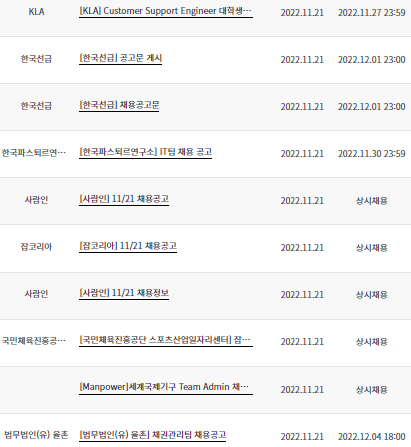 KLA [KLA] Customer Support Engineer 대학생… 2022.11.21 2022.11.27 23:59
한국선급 [한국선급] 공고문 게시 2022.11.21 2022.12.01 23:00
한국선급 [한국선급] 채용공고문 2022.11.21 2022.12.01 23:00
한국파스퇴르연… [한국파스퇴르연구소] IT팀 채용 공고 2022.11.21 2022.11.30 23:59
사람인 [사람인] 11/21 채용공고 2022.11.21 상시채용
잡코리아 [잡코리아] 11/21 채용공고 2022.11.21 상시채용
사람인 [사람인] 11/21 채용정보 2022.11.21 상시채용
국민체육진흥공… [국민체육진흥공단 스포츠산업일자리센터] 잡… 2022.11.21 상시채용
[Manpower]세계국제기구 Team Admin 채… 2022.11.21 상시채용
법무법인(유) 율촌 [법무법인(유) 율촌] 채권관리팀 채용공고 2022.11.21 2022.12.04 18:00